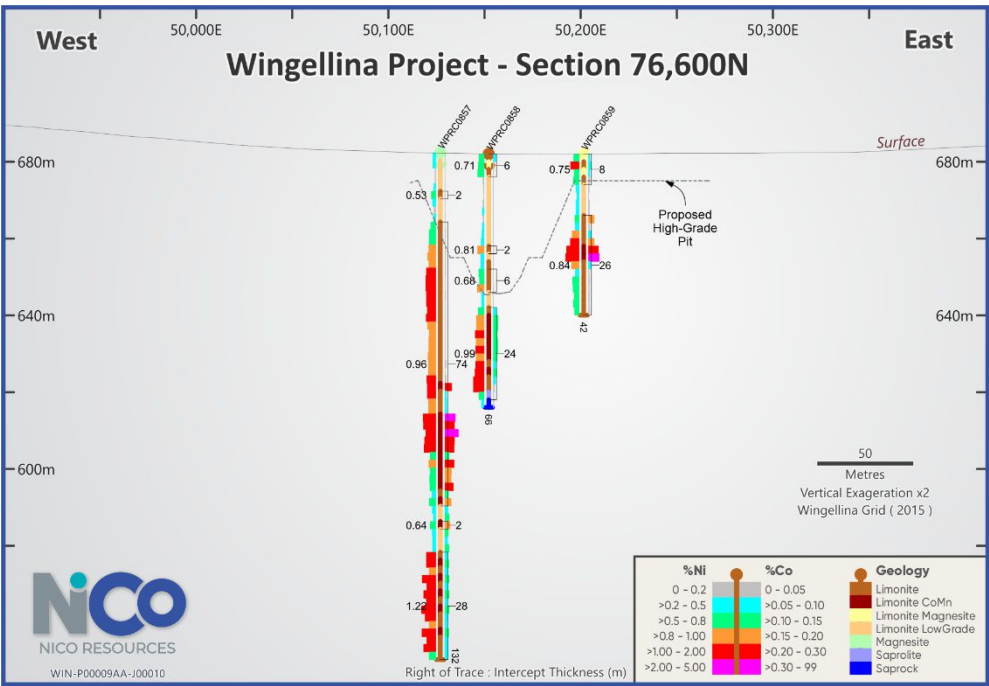 50,000E
50,100E
50,200E
50,300E
West
East
Wingellina Project - Section 76,600N
WPRC0857
WPRC0858
WPRC0859
Surface
680m
680m
0.71
6
0.75
8
0.53
2
Proposed
High-Grade
Pit
0.81
2
0.84
26
0.68
6
640m
640m
42
0.99
24
0.96
74
66
600m
600m
50
Metres
Vertical Exageration x2
Wingellina Grid ( 2015 )
0.64
2
1.22
28
132
NiCo
NICO RESOURCES
WIN-P00009AA-J00010
Right of Trace : Intercept Thickness (m)
%Ni %Co Geology
0 - 0.2 0 - 0.05 Limonite
>0.2 - 0.5 >0.05 - 0.10 Limonite CoMn
>0.5 - 0.8 >0.10 - 0.15 Limonite Magnesite
>0.8 - 1.00 >0.15 - 0.20 Limonite LowGrade
>1.00 - 2.00 >0.20 - 0.30 Magnesite
>2.00 - 5.00 >0.30 - 99 Saprolite
Saprock